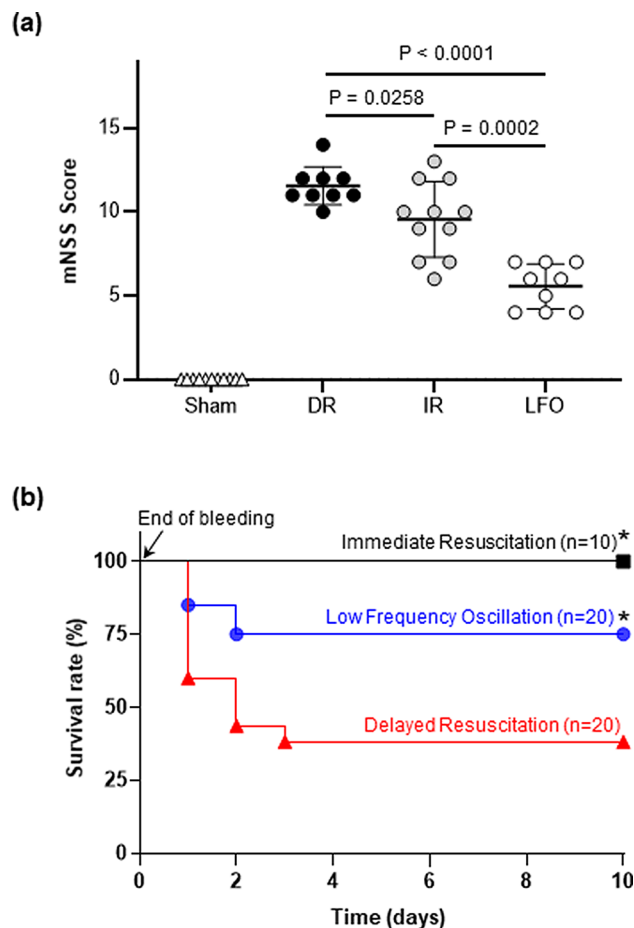 (a)
P < 0.0001
P = 0.0258
P = 0.0002
15
10
5
0
mNSS Score
Sham DR IR LFO
(b)
End of bleeding
Immediate Resuscitation (n=10)*
Low Frequency Oscillation (n=20)*
Delayed Resuscitation (n=20)
100
75
50
25
0
Survival rate (%)
0 2 4 6 8 10
Time (days)